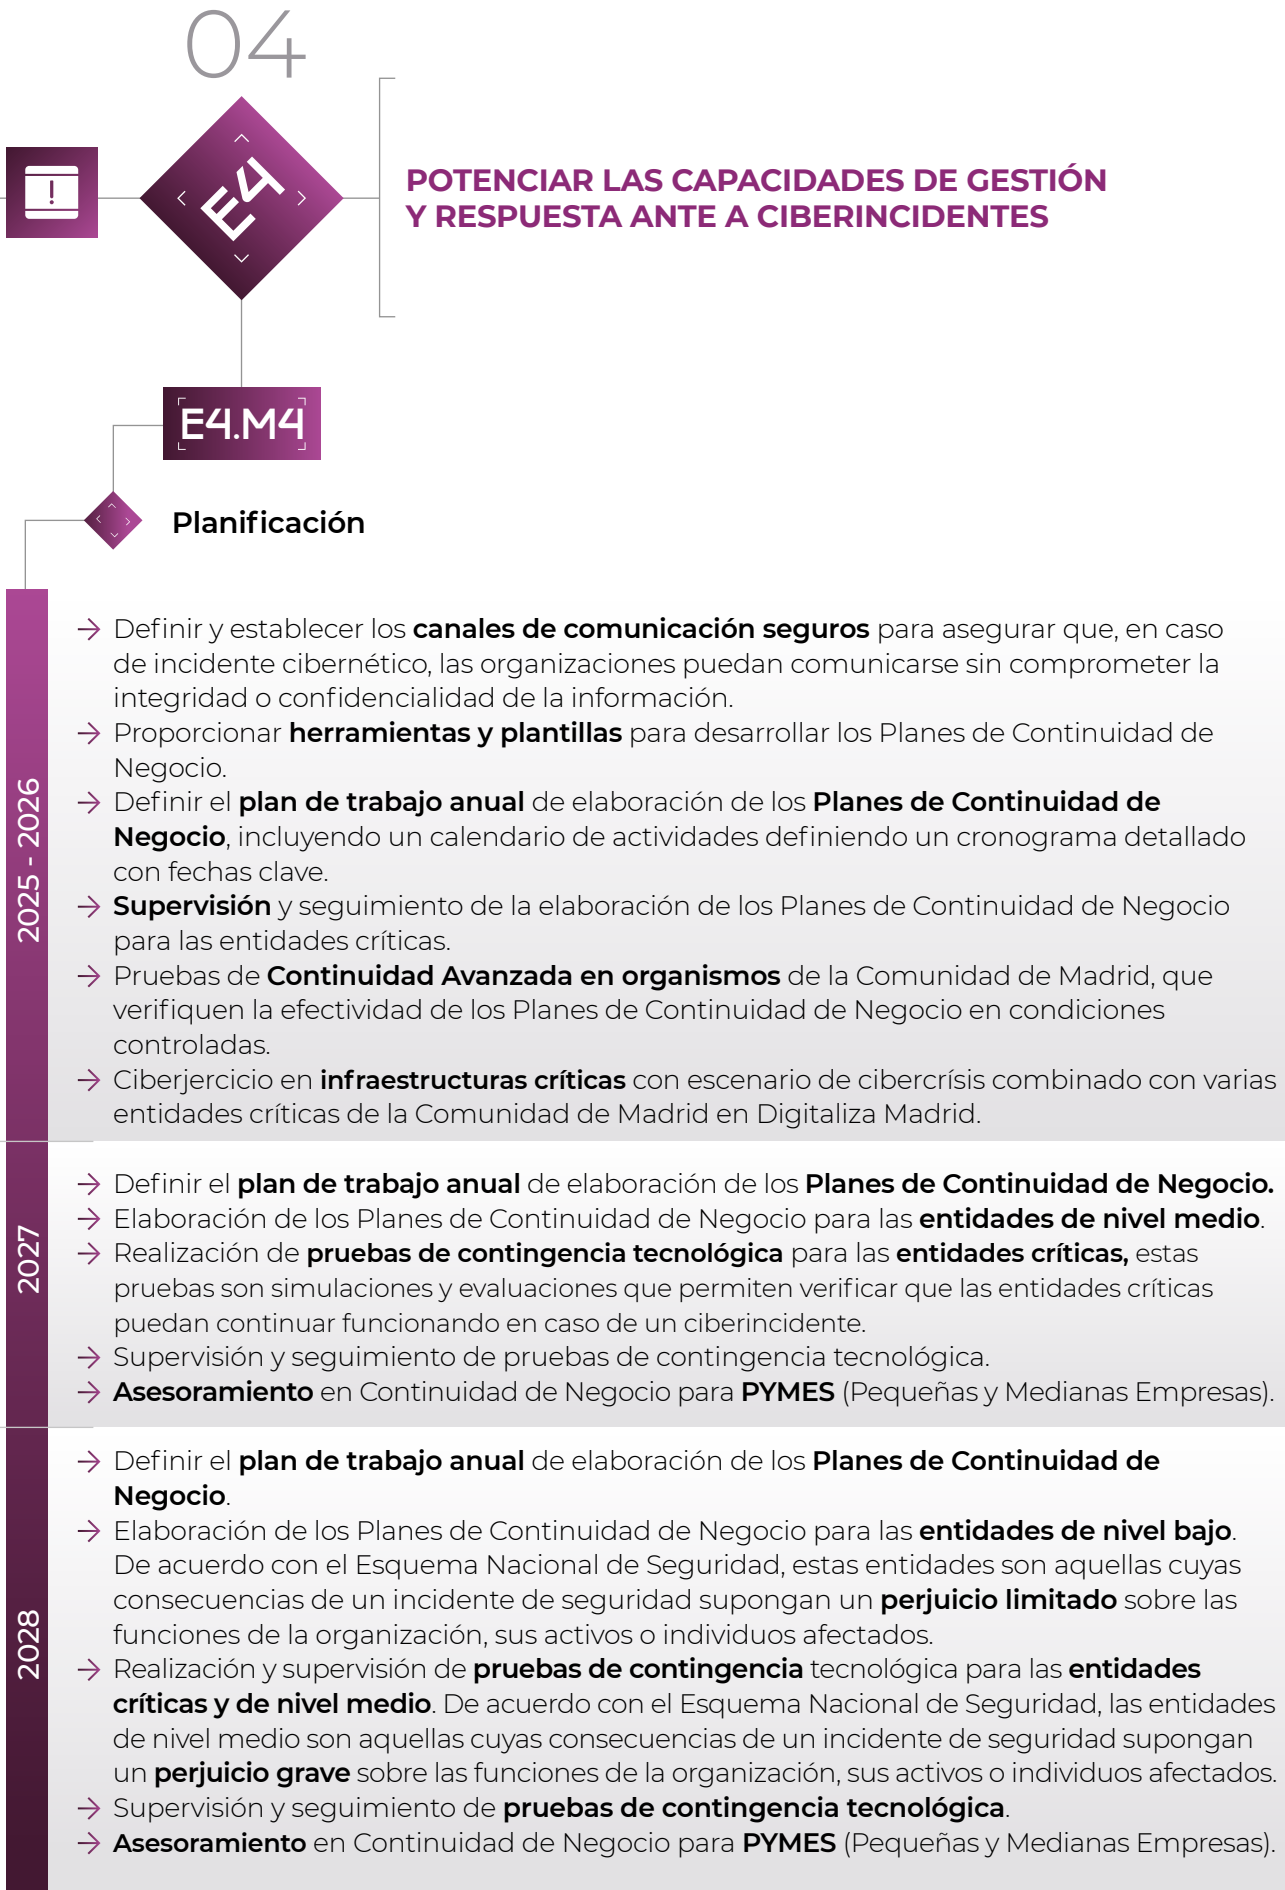 04
E4
POTENCIAR LAS CAPACIDADES DE GESTIÓN
Y RESPUESTA ANTE A CIBERINCIDENTES
E4.M4
Planificación
2025 - 2026
→ Definir y establecer los canales de comunicación seguros para asegurar que, en caso
de incidente cibernético, las organizaciones puedan comunicarse sin comprometer la
integridad o confidencialidad de la información.
→ Proporcionar herramientas y plantillas para desarrollar los Planes de Continuidad de
Negocio.
→ Definir el plan de trabajo anual de elaboración de los Planes de Continuidad de
Negocio, incluyendo un calendario de actividades definiendo un cronograma detallado
con fechas clave.
→ Supervisión y seguimiento de la elaboración de los Planes de Continuidad de Negocio
para las entidades críticas.
→ Pruebas de Continuidad Avanzada en organismos de la Comunidad de Madrid, que
verifiquen la efectividad de los Planes de Continuidad de Negocio en condiciones
controladas.
→ Ciberjercicio en infraestructuras críticas con escenario de cibercrísis combinado con varias
entidades críticas de la Comunidad de Madrid en Digitaliza Madrid.
2027
→ Definir el plan de trabajo anual de elaboración de los Planes de Continuidad de Negocio.
→ Elaboración de los Planes de Continuidad de Negocio para las entidades de nivel medio.
→ Realización de pruebas de contingencia tecnológica para las entidades críticas, estas
pruebas son simulaciones y evaluaciones que permiten verificar que las entidades críticas
puedan continuar funcionando en caso de un ciberincidente.
→ Supervisión y seguimiento de pruebas de contingencia tecnológica.
→ Asesoramiento en Continuidad de Negocio para PYMES (Pequeñas y Medianas Empresas).
2028
→ Definir el plan de trabajo anual de elaboración de los Planes de Continuidad de
Negocio.
→ Elaboración de los Planes de Continuidad de Negocio para las entidades de nivel bajo.
De acuerdo con el Esquema Nacional de Seguridad, estas entidades son aquellas cuyas
consecuencias de un incidente de seguridad supongan un perjuicio limitado sobre las
funciones de la organización, sus activos o individuos afectados.
→ Realización y supervisión de pruebas de contingencia tecnológica para las entidades
críticas y de nivel medio. De acuerdo con el Esquema Nacional de Seguridad, las entidades
de nivel medio son aquellas cuyas consecuencias de un incidente de seguridad supongan
un perjuicio grave sobre las funciones de la organización, sus activos o individuos afectados.
→ Supervisión y seguimiento de pruebas de contingencia tecnológica.
→ Asesoramiento en Continuidad de Negocio para PYMES (Pequeñas y Medianas Empresas).